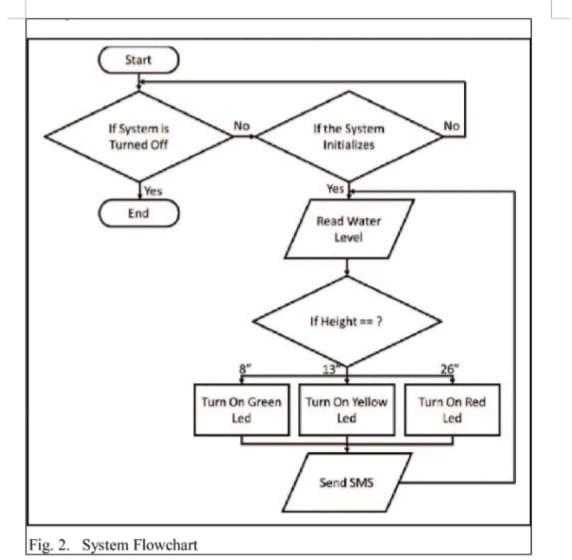 Start
If System is
Turned Off
No
If the System
Initializes
No
Yes
End
Yes
Read Water
Level
If Height == ?
8"
13"
26"
Turn On Green
Led
Turn On Yellow
Led
Turn On Red
Led
Send SMS
Fig. 2. System Flowchart